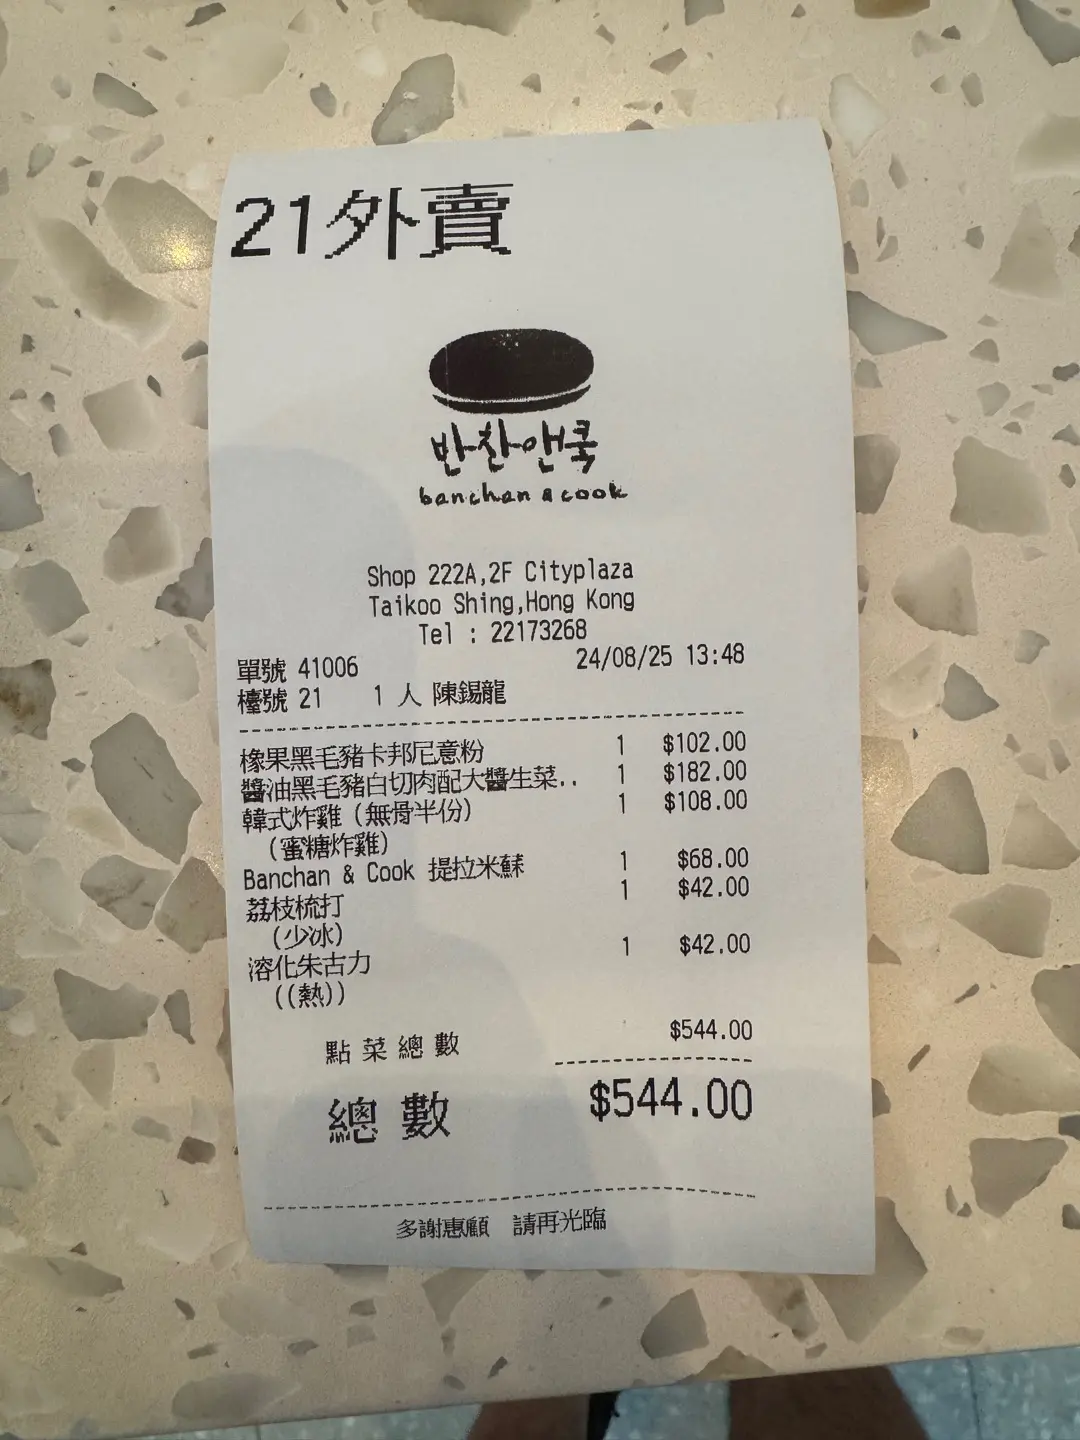 21外賣
반찬앤쿡
banchan & cook
Shop 222A,2F Cityplaza
Taikoo Shing,Hong Kong
Tel : 22173268
單號 41006 24/08/25 13:48
檯號 21 1 人 陳錫龍
橡果黑毛豬卡邦尼意粉 1 $102.00
醬油黑毛豬白切肉配大醬生菜.. 1 $182.00
韓式炸雞(無骨半份) 1 $108.00
(蜜糖炸雞)
Banchan & Cook 提拉米蘇 1 $68.00
荔枝梳打 1 $42.00
(少冰)
溶化朱古力 1 $42.00
((熱))
點菜總數 $544.00
總數 $544.00
多謝惠顧 請再光臨